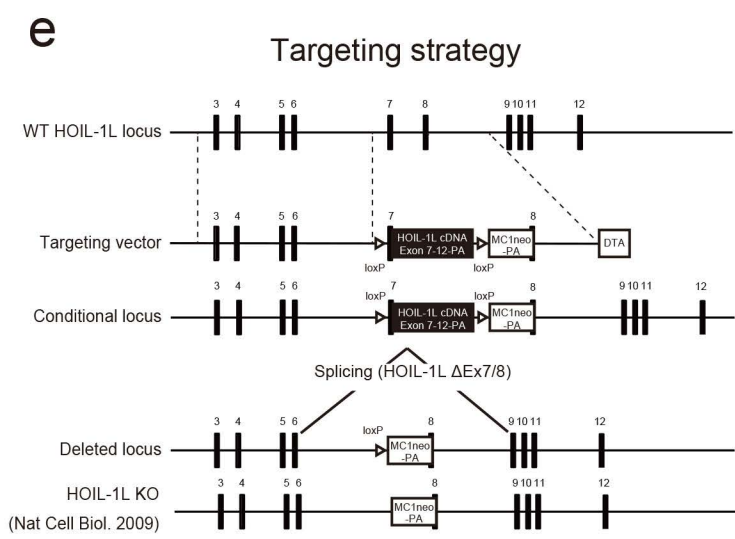 e
Targeting strategy
3 4 5 6 7 8 9 10 11 12
WT HOIL-1L locus
3 4 5 6 7 8
Targeting vector
HOIL-1L cDNA
Exon 7-12-PA
MC1neo
-PA
DTA
loxP loxP
3 4 5 6 loxP 7 loxP 8 9 10 11 12
Conditional locus
HOIL-1L cDNA
Exon 7-12-PA
MC1neo
-PA
Splicing (HOIL-1L ΔEx7/8)
3 4 5 6 loxP 8 9 10 11 12
Deleted locus
MC1neo
-PA
HOIL-1L KO
(Nat Cell Biol. 2009)
3 4 5 6 8 9 10 11 12
MC1neo
-PA